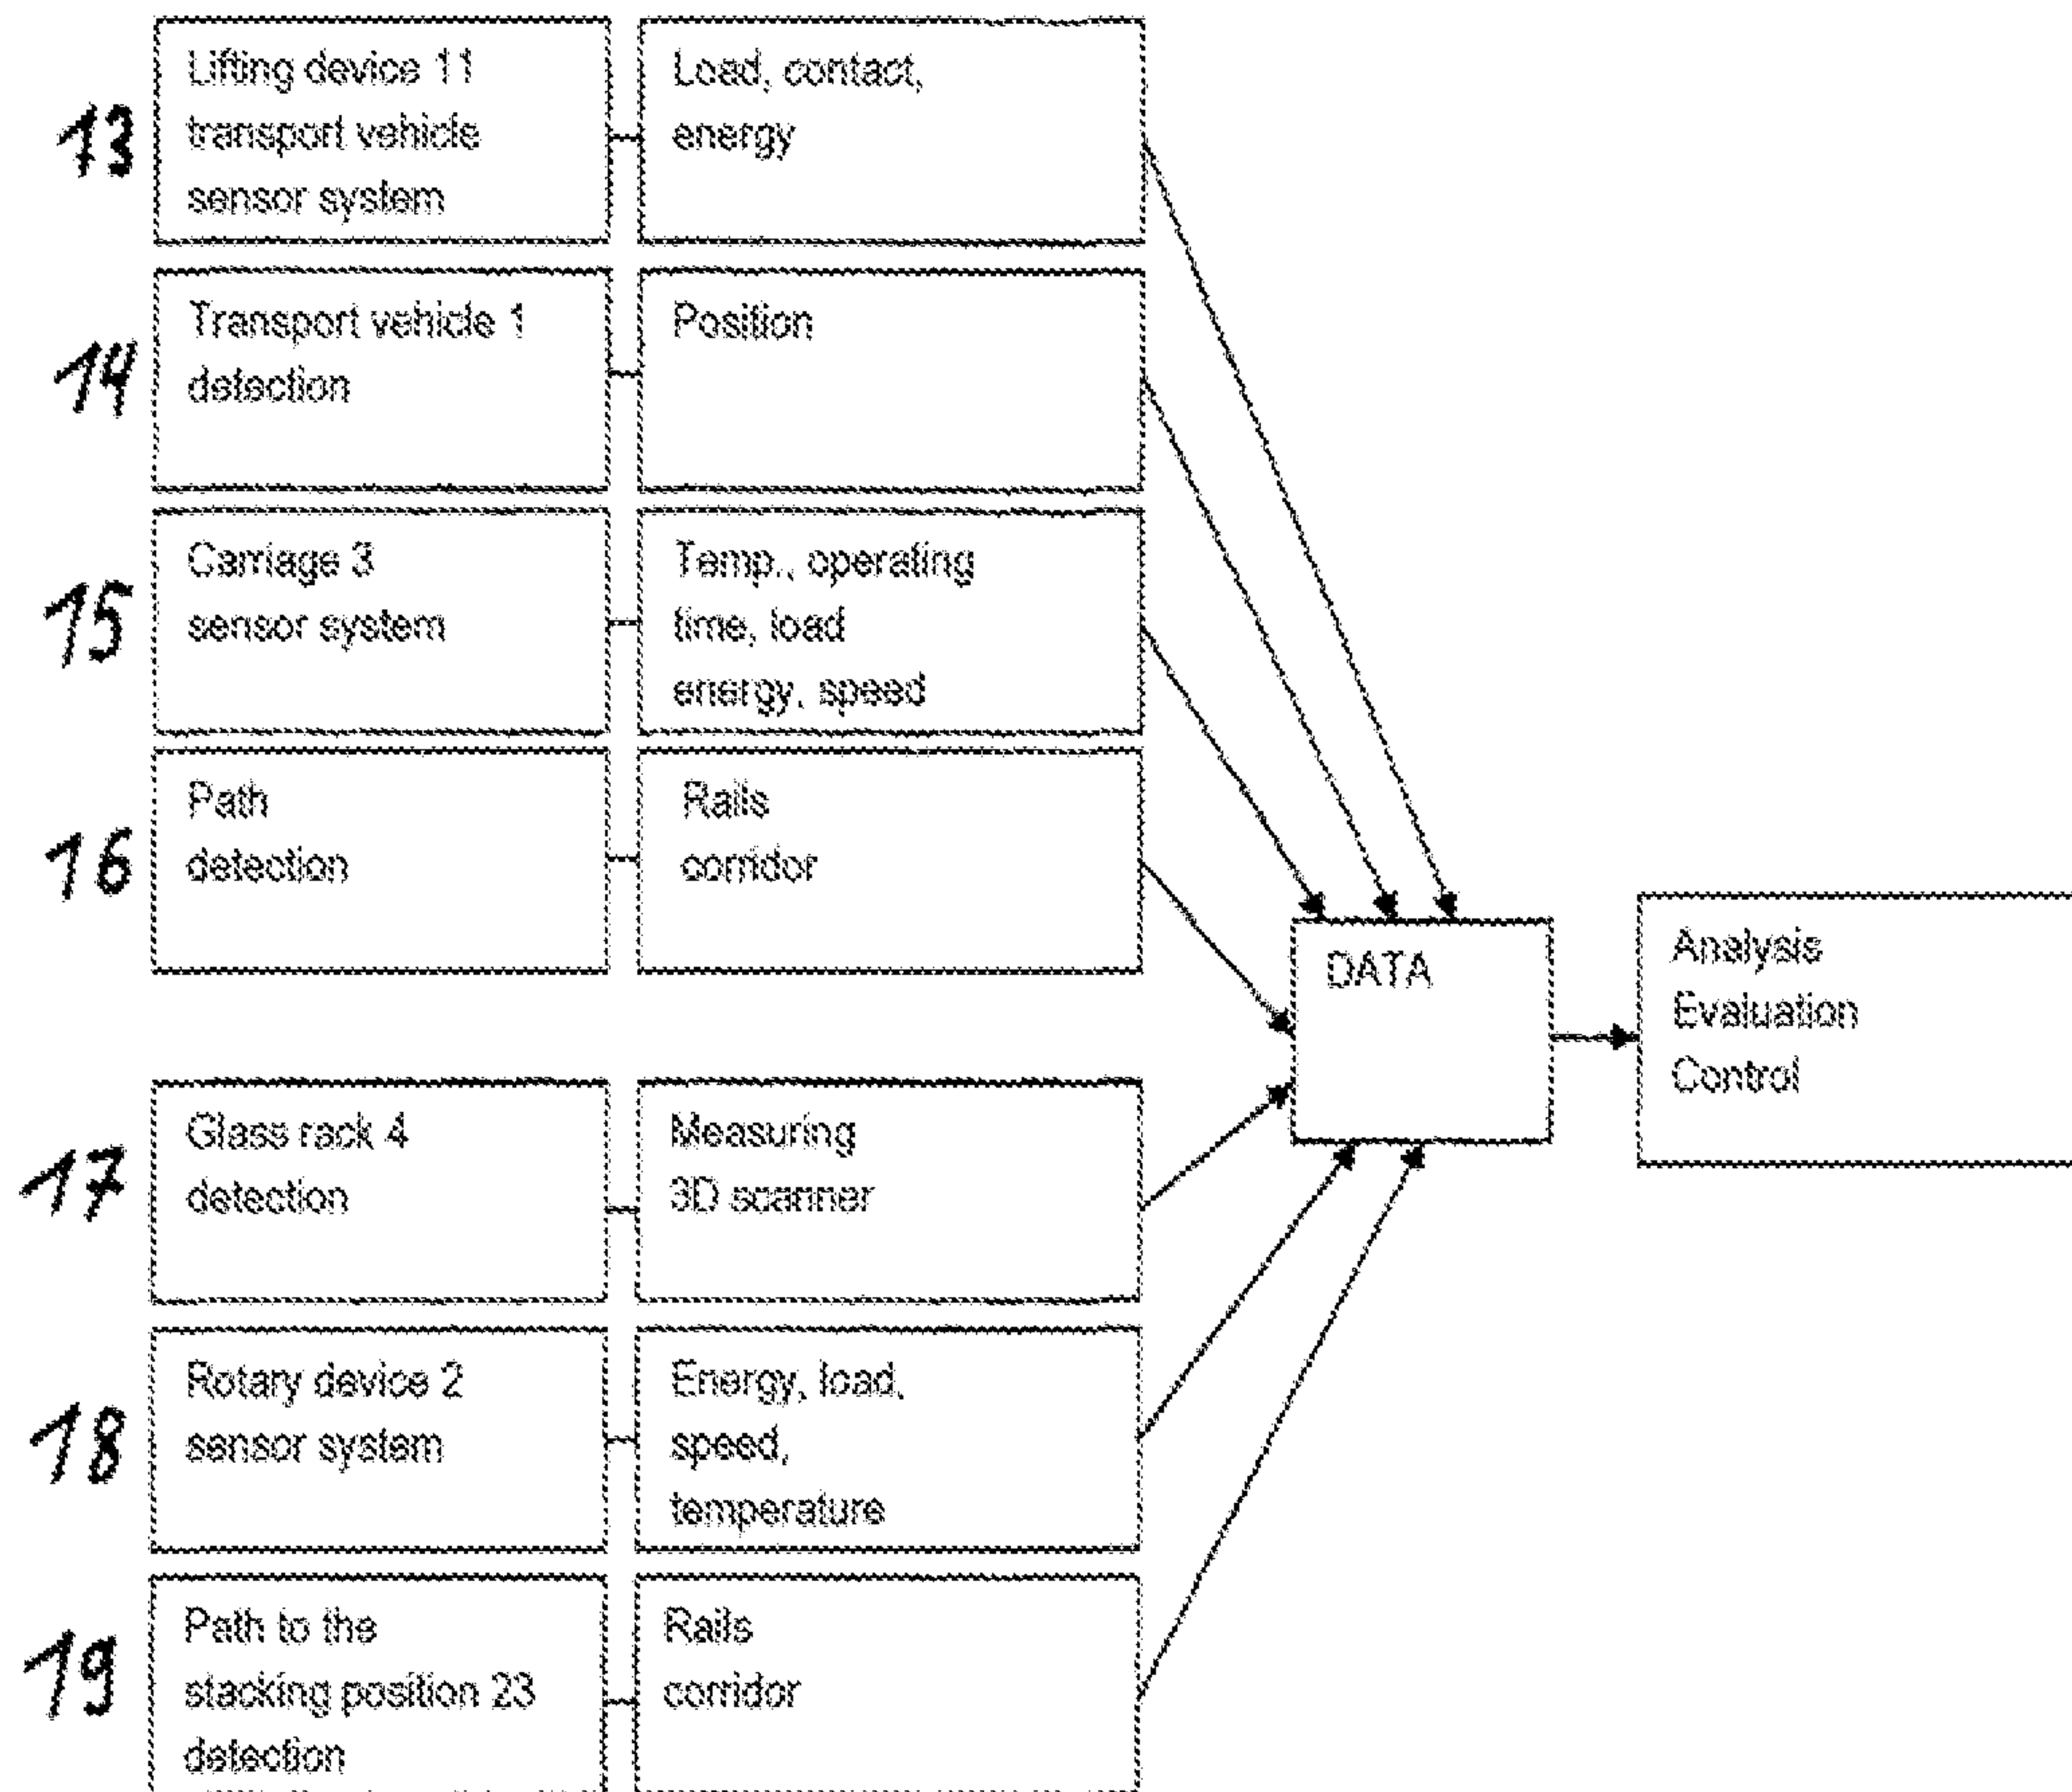 13
Lifting device 11
transport vehicle
sensor system
Load, contact,
energy
14
Transport vehicle 1
detection
Position
15
Carriage 3
sensor system
Temp., operating
time, load
energy, speed
16
Path
detection
Rails
corridor
DATA
Analysis
Evaluation
Control
17
Glass rack 4
detection
Measuring
3D scanner
18
Rotary device 2
sensor system
Energy, load,
speed,
temperature
19
Path to the
stacking position 23
detection
Rails
corridor